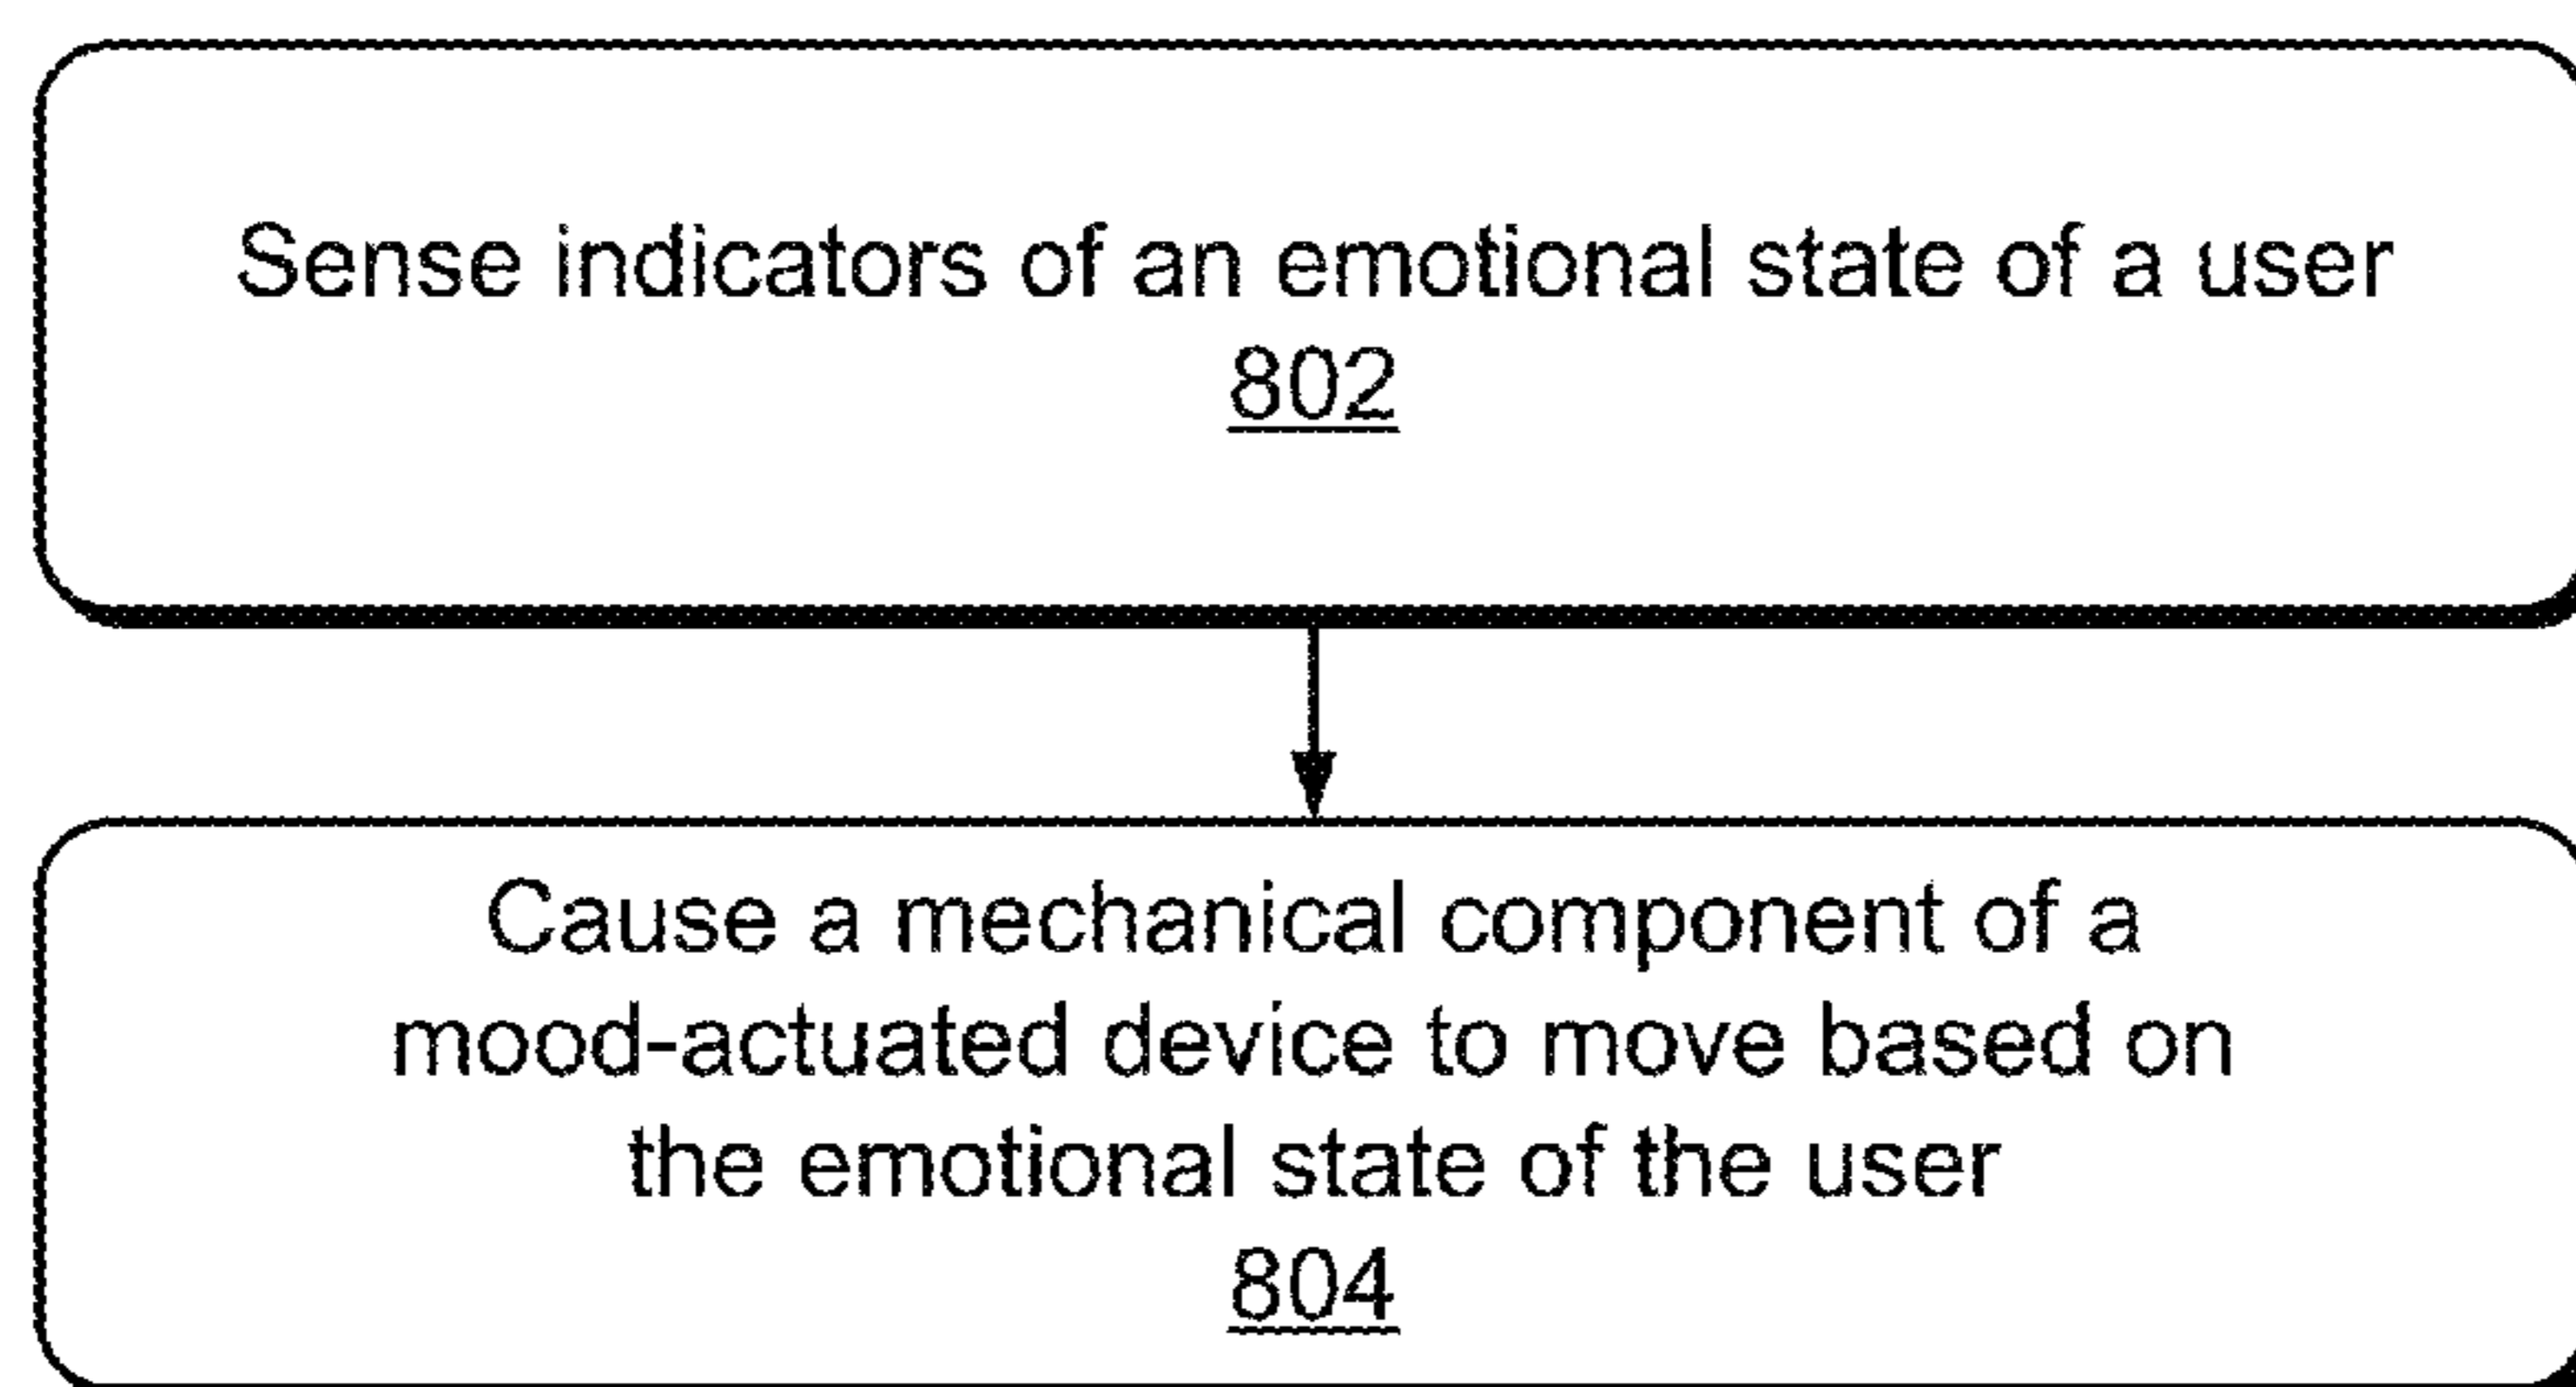 Sense indicators of an emotional state of a user
802
Cause a mechanical component of a
mood-actuated device to move based on
the emotional state of the user
804